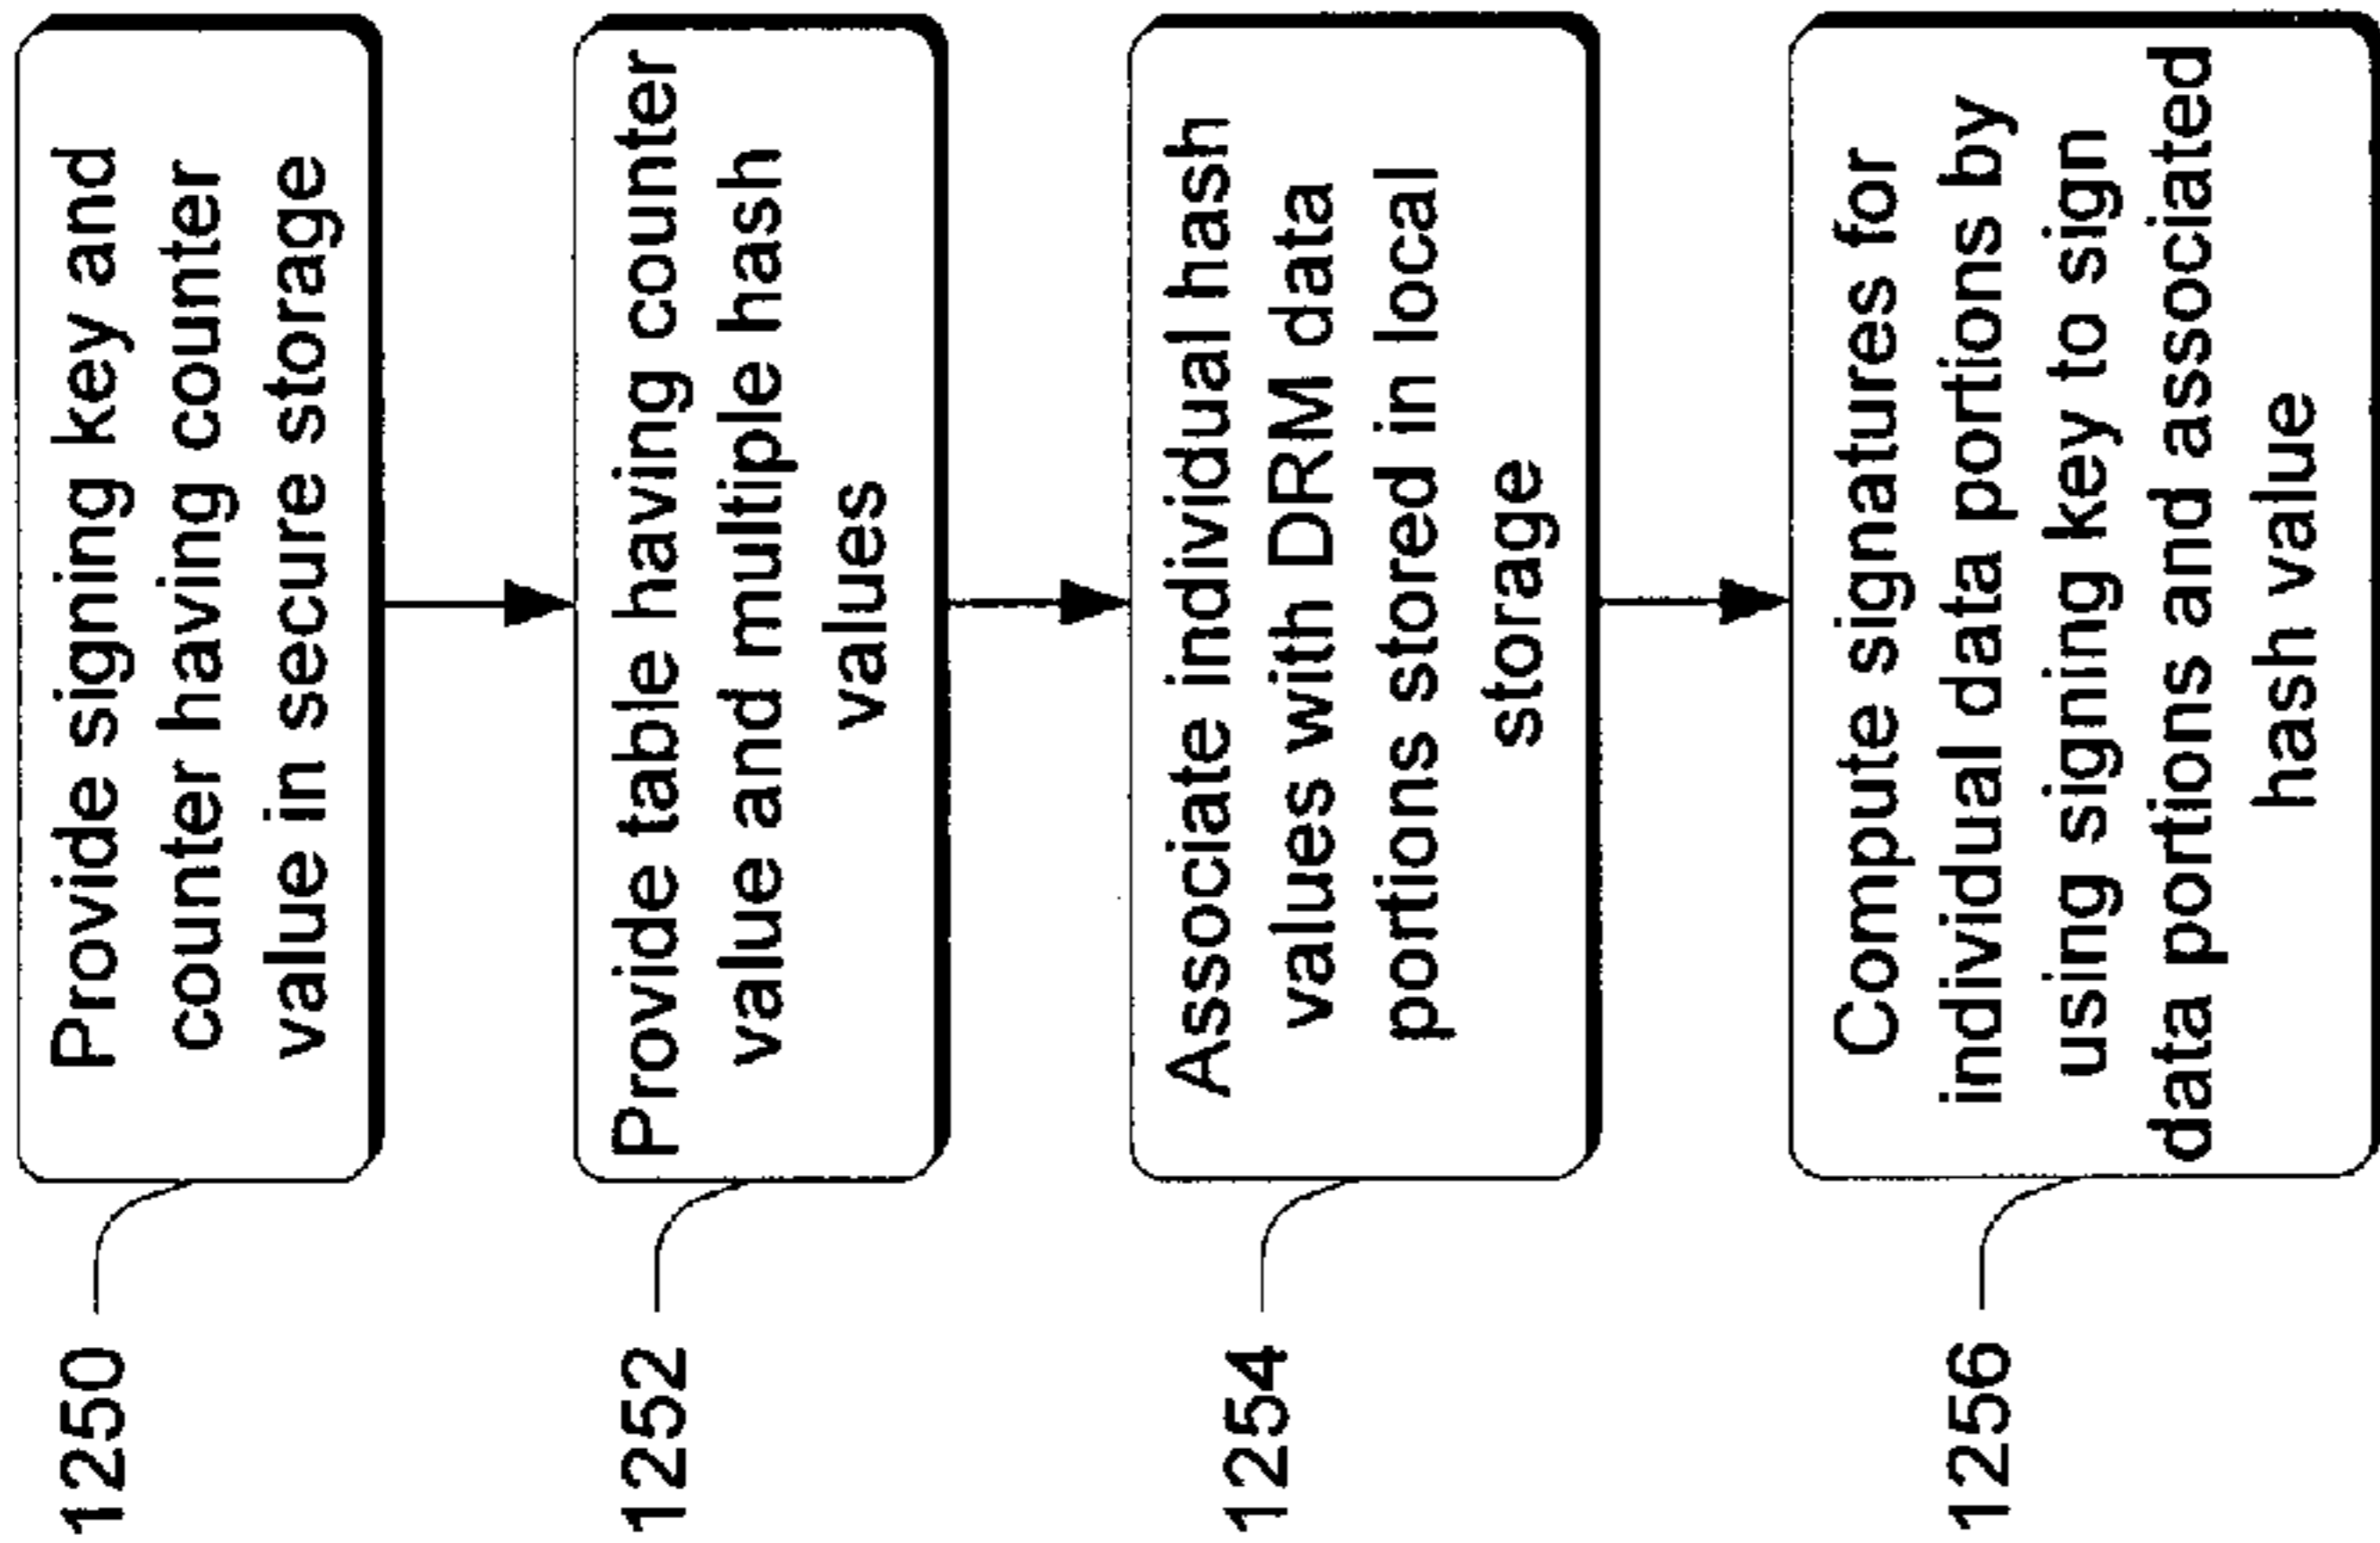 1250
Provide signing key and
counter having counter
value in secure storage
1252
Provide table having counter
value and multiple hash
values
1254
Associate individual hash
values with DRM data
portions stored in local
storage
1256
Compute signatures for
individual data portions by
using signing key to sign
data portions and associated
hash value